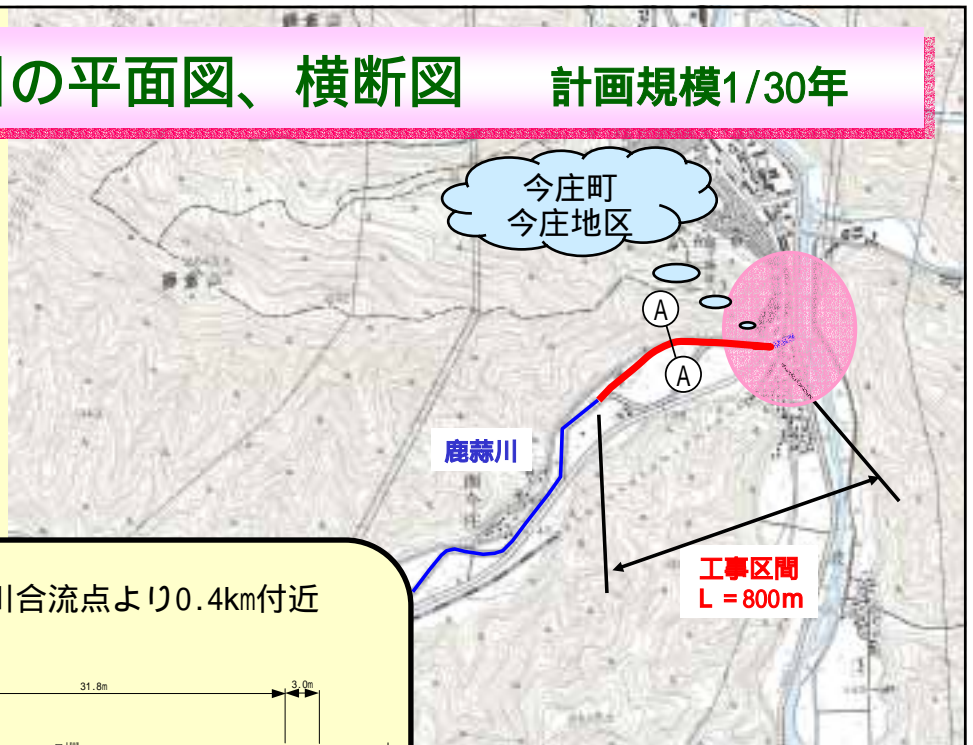 の平面図、横断図 計画規模1/30年
今庄町
今庄地区
A
A
鹿蒜川
工事区間
L＝800m
合流点より0.4km付近
31.8m
3.0m